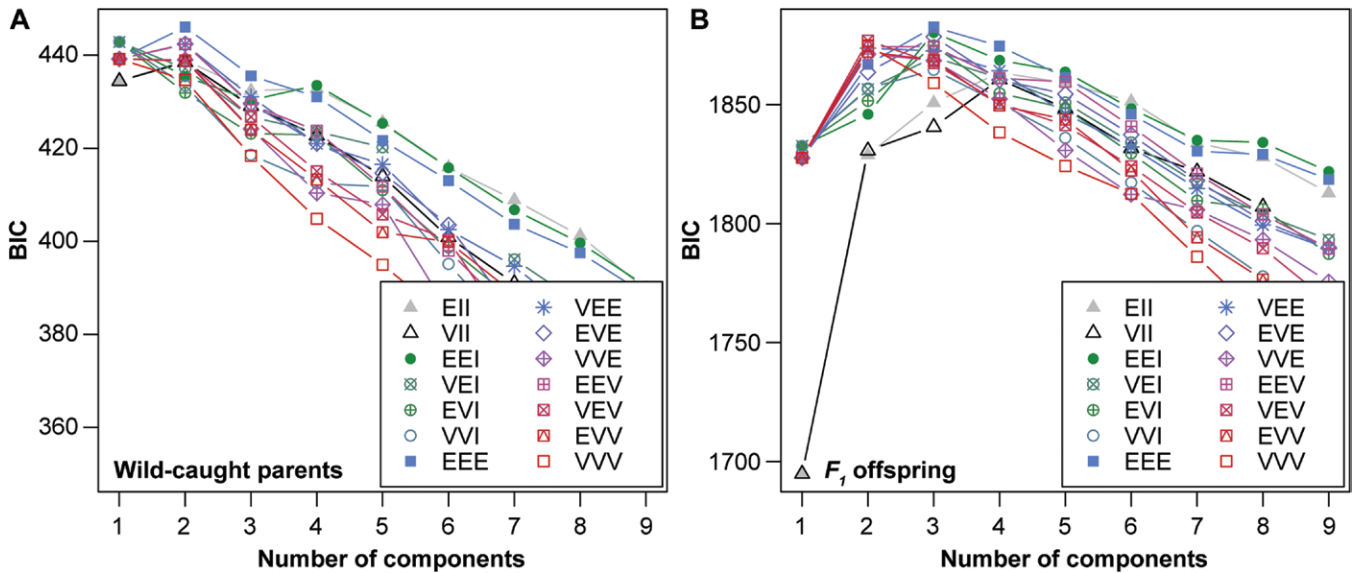 A
BIC
440
420
400
380
360
EII
VII
EEI
VEI
EVI
VVI
EEE
VEE
EVE
VVE
EEV
VEV
EVV
VVV
Wild-caught parents
1 2 3 4 5 6 7 8 9
Number of components
B
BIC
1850
1800
1750
1700
EII
VII
EEI
VEI
EVI
VVI
EEE
VEE
EVE
VVE
EEV
VEV
EVV
VVV
F1 offspring
1 2 3 4 5 6 7 8 9
Number of components